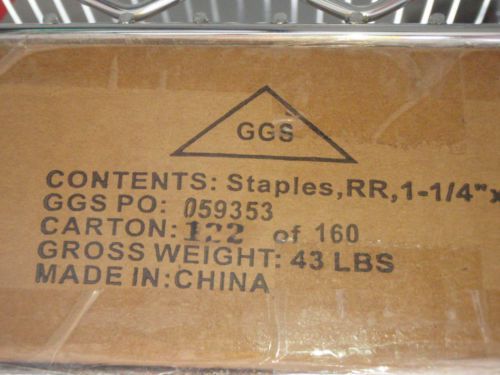 GGS
CONTENTS: Staples,RR,1-1/4"x
GGS PO: 059353
CARTON: 122 of 160
GROSS WEIGHT: 43 LBS
MADE IN:CHINA